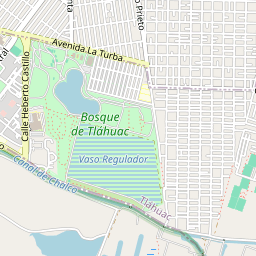 o Prieto
Avenida La Turba
Calle Heberto Castillo
Bosque
de Tláhuac
Vaso Regulador
Canal de Chalco
Tláhuac